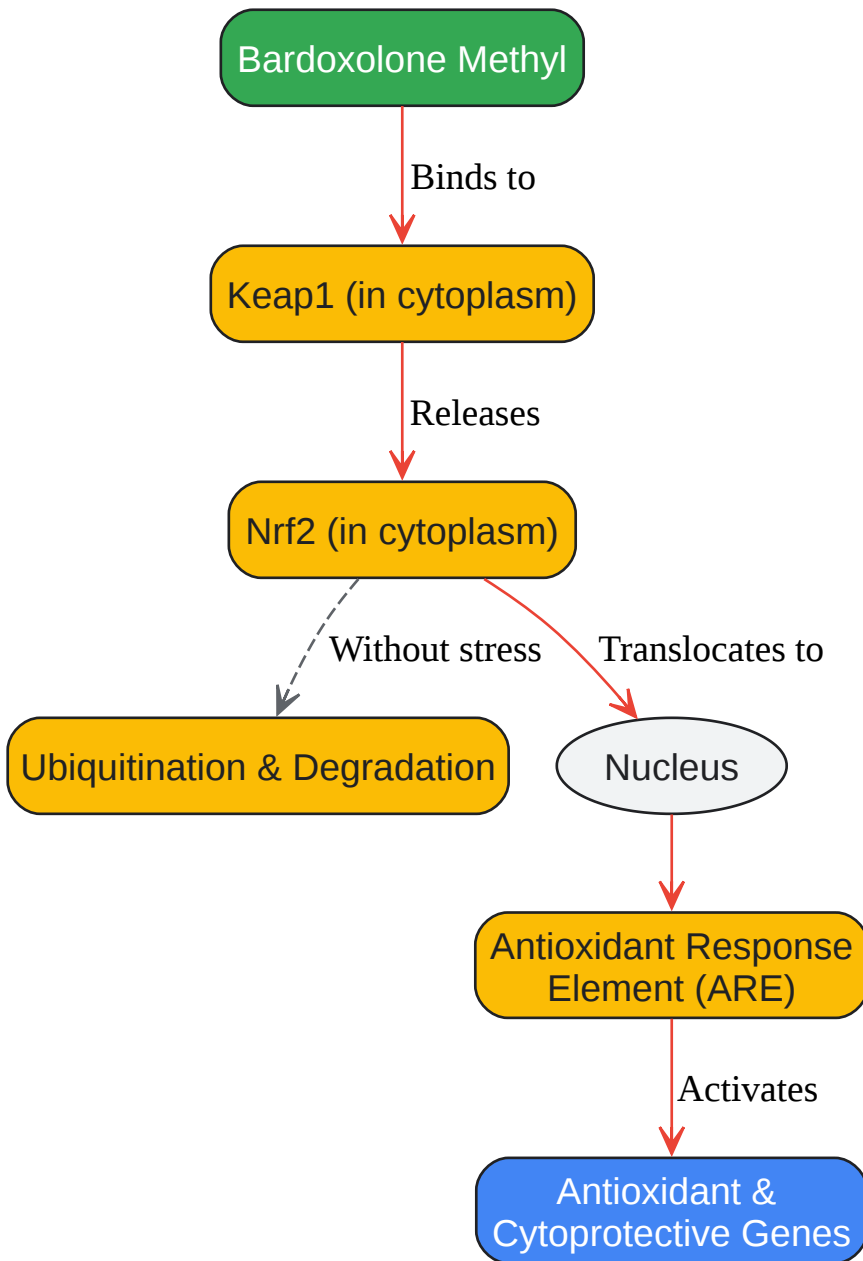 Bardoxolone Methyl
Binds to
Keap1 (in cytoplasm)
Releases
Nrf2 (in cytoplasm)
Without stress
Translocates to
Ubiquitination & Degradation
Nucleus
Antioxidant Response
Element (ARE)
Activates
Antioxidant &
Cytoprotective Genes